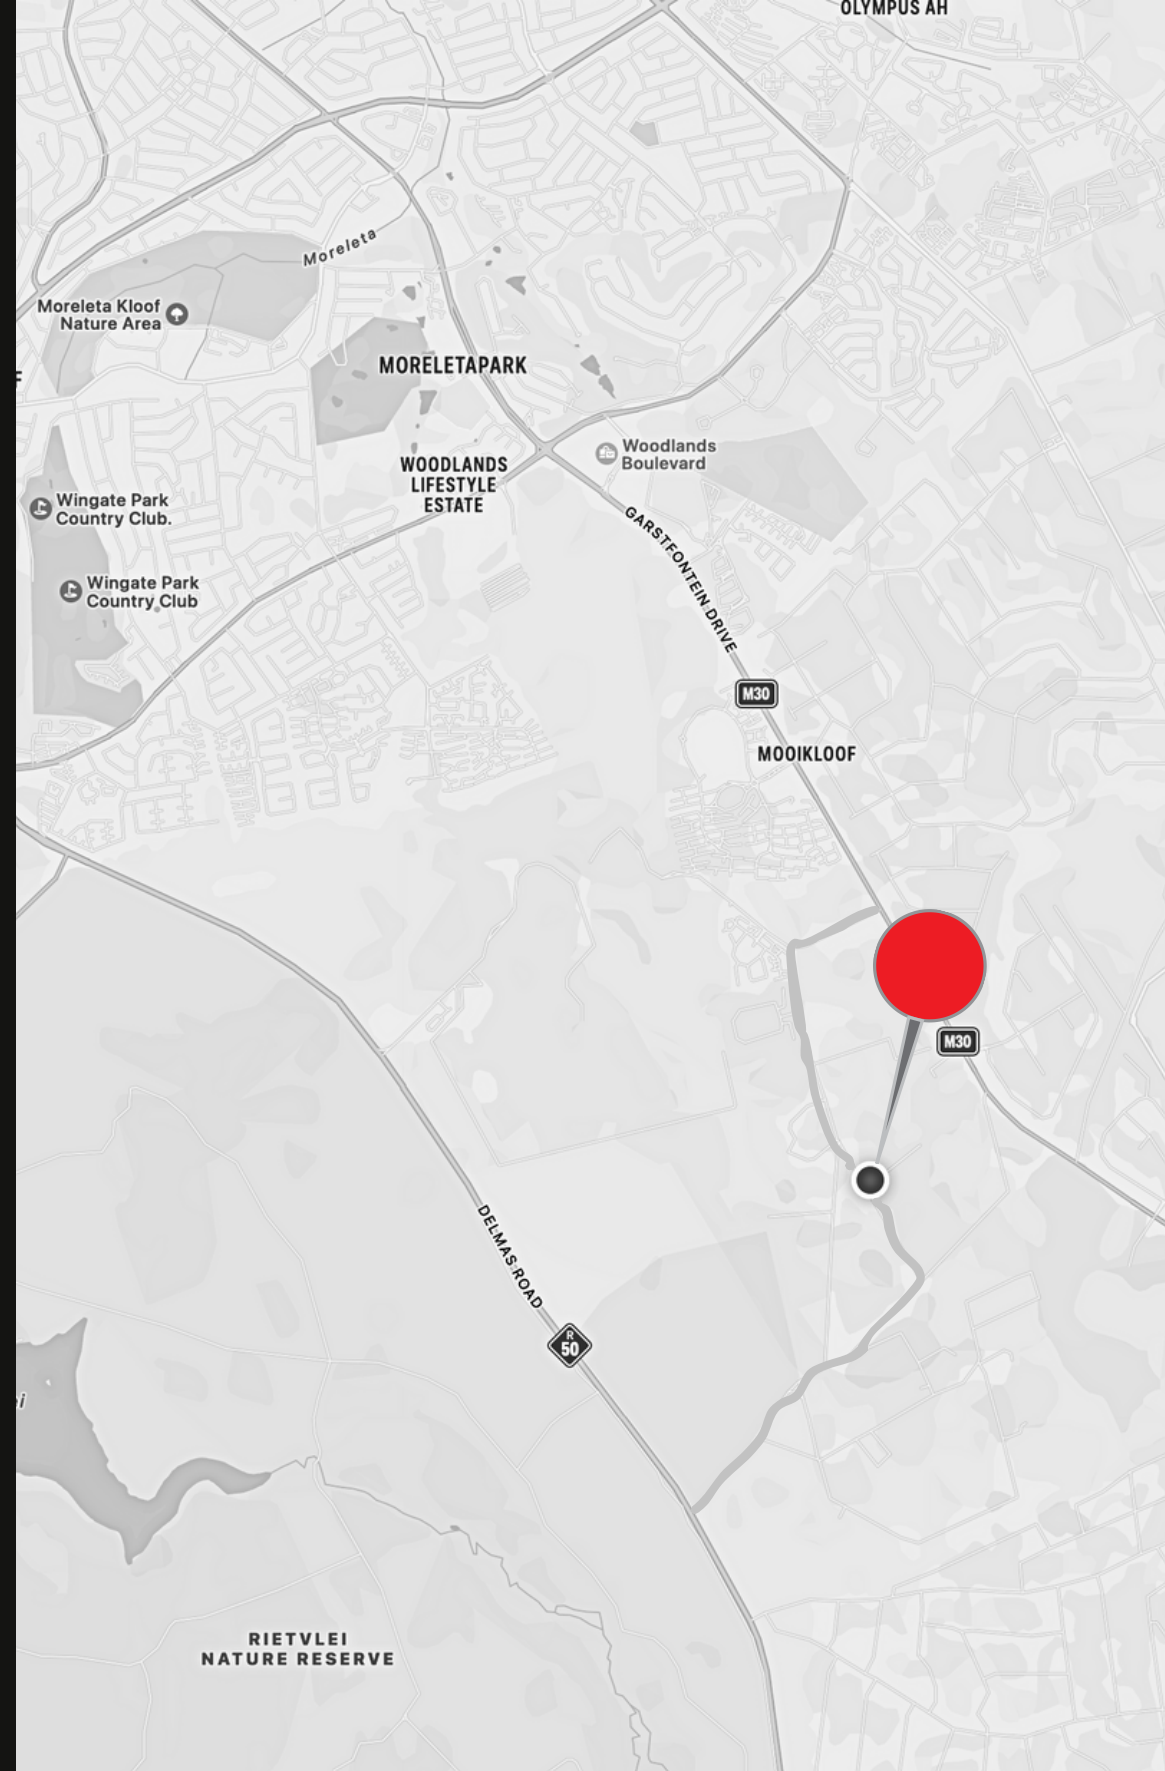 OLYMPUS AH
Moreleta
Moreleta Kloof
Nature Area
MORELETAPARK
F
Woodlands
Boulevard
WOODLANDS
LIFESTYLE
ESTATE
Wingate Park
Country Club.
GARSTFONTEIN DRIVE
Wingate Park
Country Club
M30
MOOIKLOOF
M30
DELMAS ROAD
R
50
ei
RIETVLEI
NATURE RESERVE